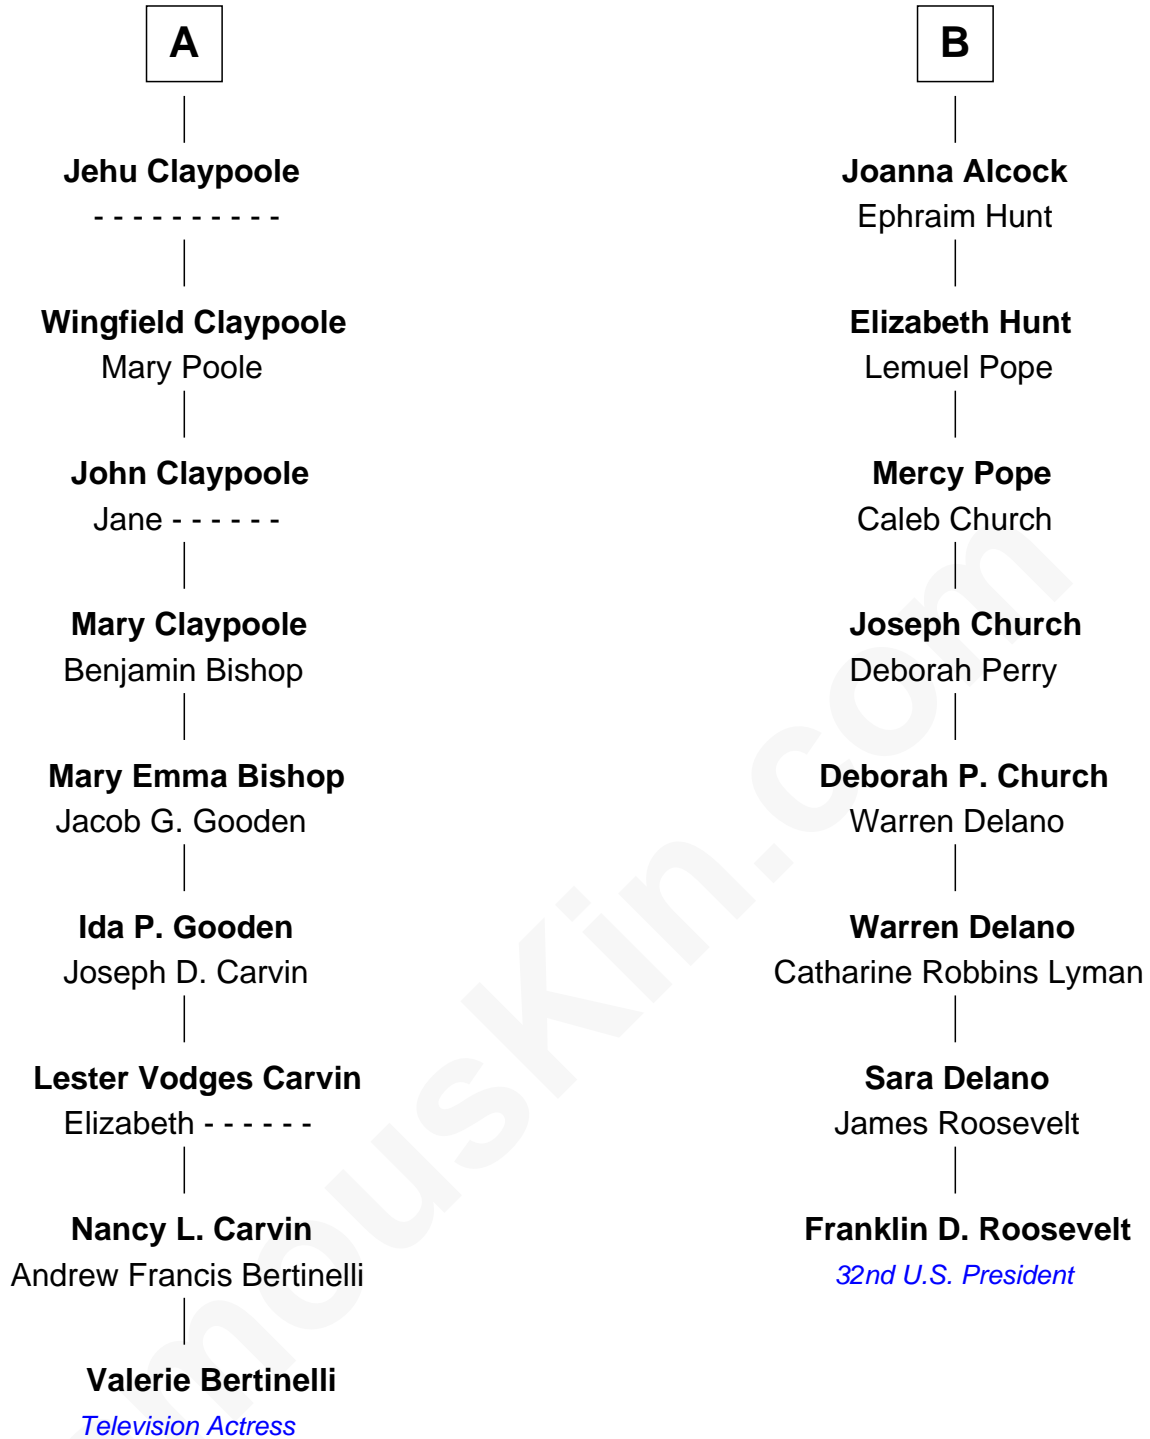 A
Jehu Claypoole
- - - - - - - - - -
Wingfield Claypoole
Mary Poole
John Claypoole
Jane - - - - - -
Mary Claypoole
Benjamin Bishop
Mary Emma Bishop
Jacob G. Gooden
Ida P. Gooden
Joseph D. Carvin
Lester Vodges Carvin
Elizabeth - - - - - -
Nancy L. Carvin
Andrew Francis Bertinelli
Valerie Bertinelli
Television Actress
B
Joanna Alcock
Ephraim Hunt
Elizabeth Hunt
Lemuel Pope
Mercy Pope
Caleb Church
Joseph Church
Deborah Perry
Deborah P. Church
Warren Delano
Warren Delano
Catharine Robbins Lyman
Sara Delano
James Roosevelt
Franklin D. Roosevelt
32nd U.S. President
mousKin.com